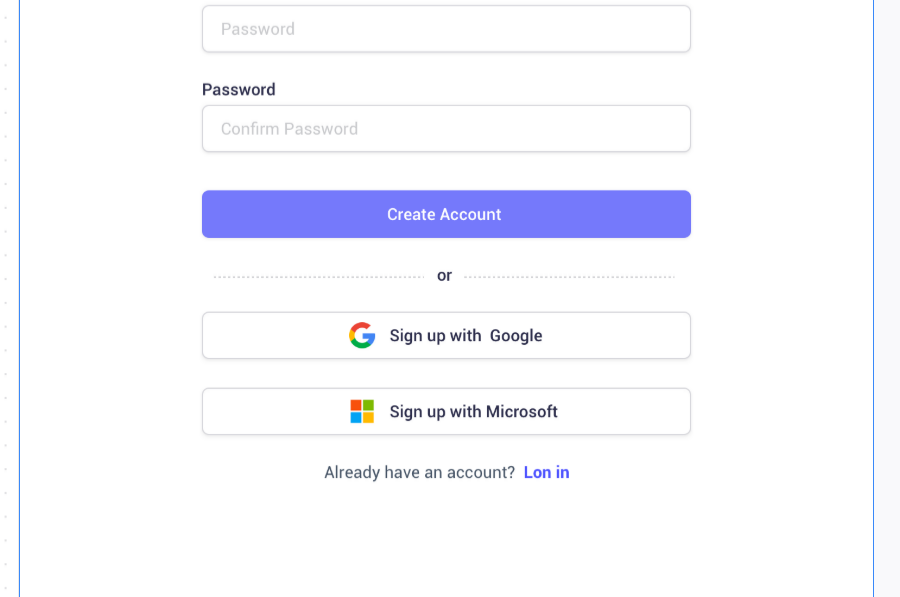 Password
Password
Confirm Password
Create Account
or
Sign up with  Google
Sign up with Microsoft
Already have an account?  Lon in